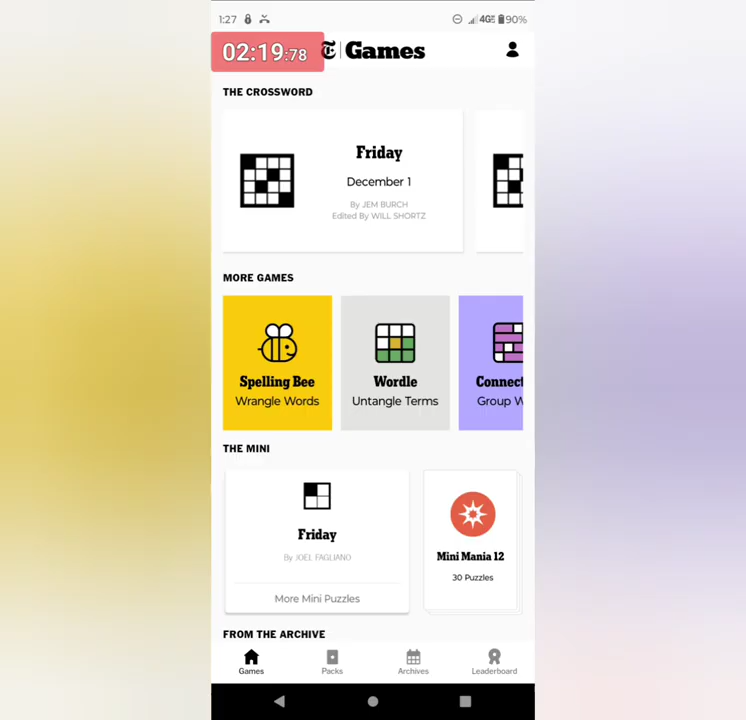 1:27 4GE 90%
02:19:78 T Games
THE CROSSWORD
Friday
December 1
By JEM BURCH
Edited By WILL SHORTZ
MORE GAMES
Spelling Bee
Wrangle Words
Wordle
Untangle Terms
Connect
Group W
THE MINI
Friday
By JOEL FAGLIANO
More Mini Puzzles
Mini Mania 12
30 Puzzles
FROM THE ARCHIVE
Games Packs Archives Leaderboard